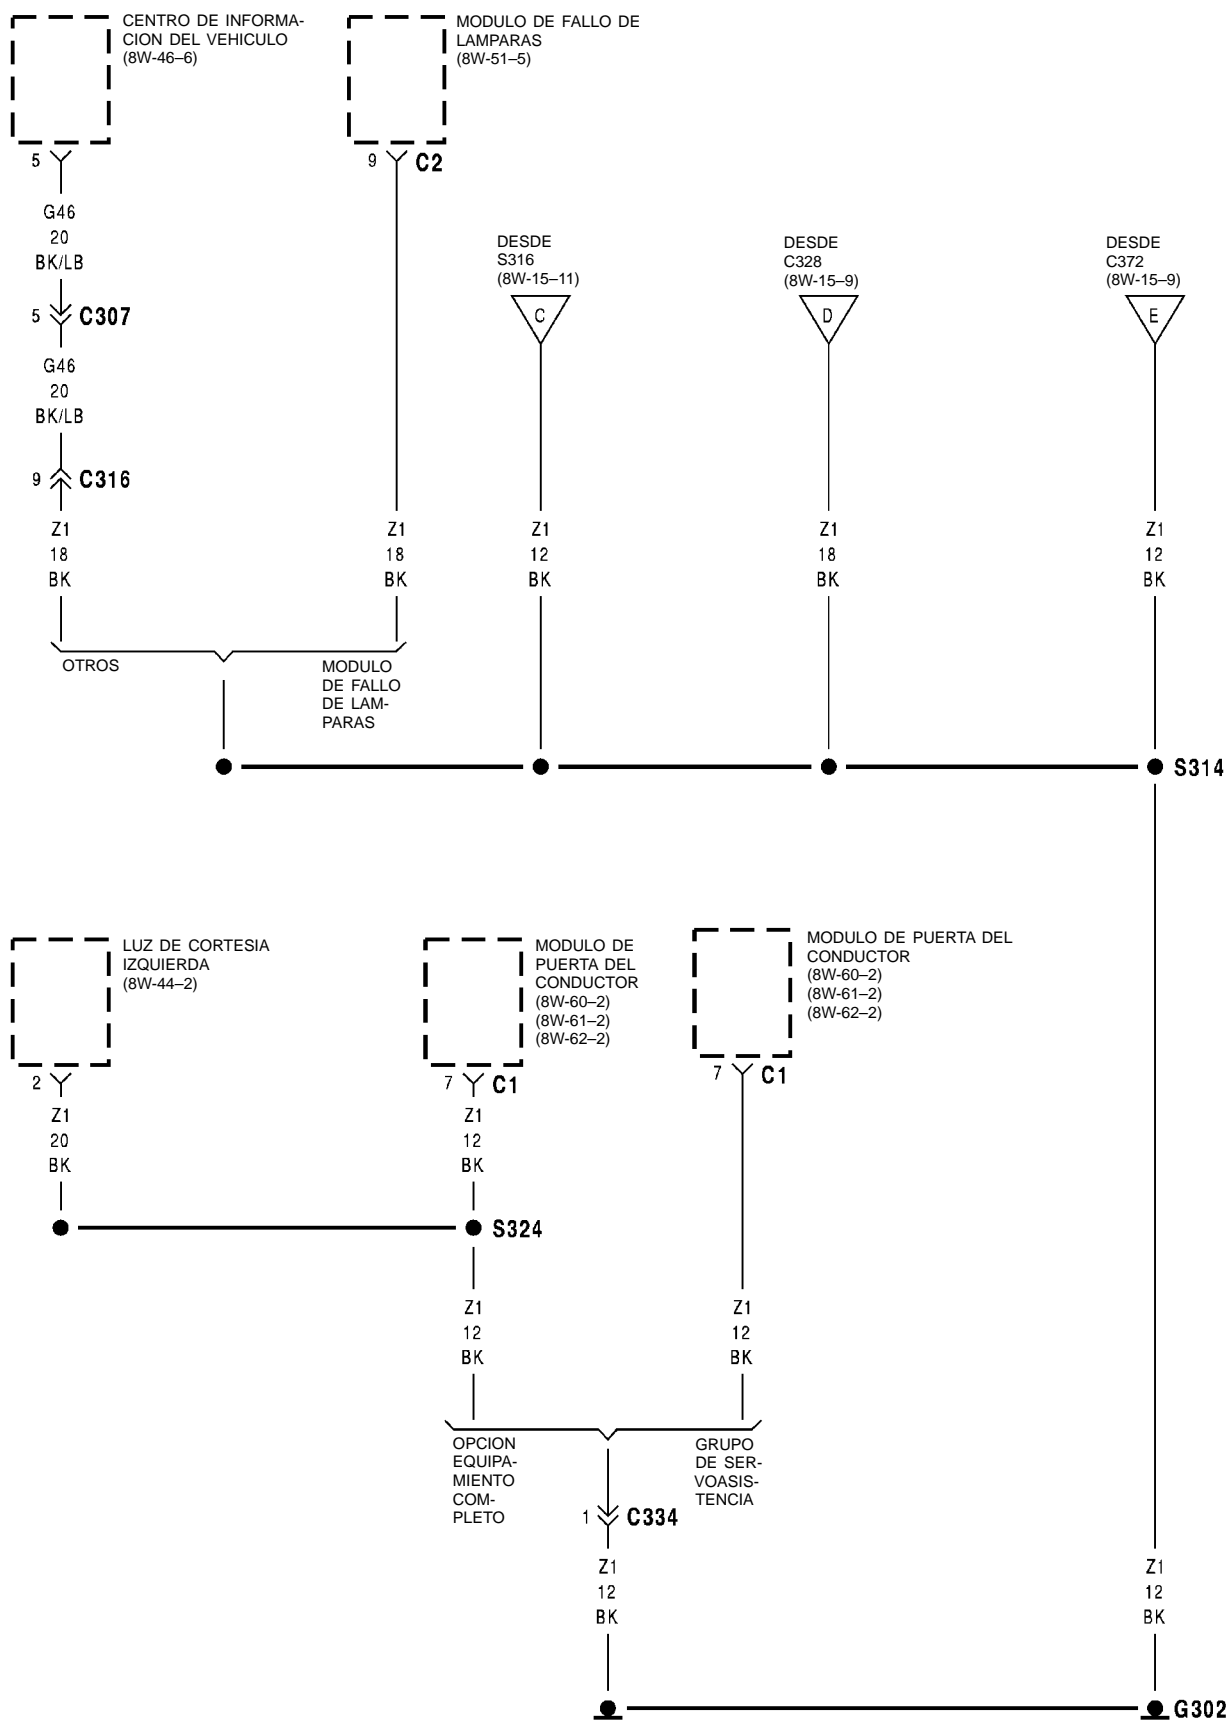 CENTRO DE INFORMA-
CION DEL VEHICULO
(8W-46–6)
MODULO DE FALLO DE
LAMPARAS
(8W-51–5)
5
9 C2
G46
20
BK/LB
5 C307
G46
20
BK/LB
9 C316
DESDE
S316
(8W-15–11)
C
DESDE
C328
(8W-15–9)
D
DESDE
C372
(8W-15–9)
E
Z1
18
BK
Z1
18
BK
Z1
12
BK
Z1
18
BK
Z1
12
BK
OTROS
MODULO
DE FALLO
DE LAM-
PARAS
S314
LUZ DE CORTESIA
IZQUIERDA
(8W-44–2)
MODULO DE
PUERTA DEL
CONDUCTOR
(8W-60–2)
(8W-61–2)
(8W-62–2)
MODULO DE PUERTA DEL
CONDUCTOR
(8W-60–2)
(8W-61–2)
(8W-62–2)
2
7 C1
7 C1
Z1
20
BK
Z1
12
BK
S324
Z1
12
BK
Z1
12
BK
OPCION
EQUIPA-
MIENTO
COM-
PLETO
GRUPO
DE SER-
VOASIS-
TENCIA
1 C334
Z1
12
BK
Z1
12
BK
G302